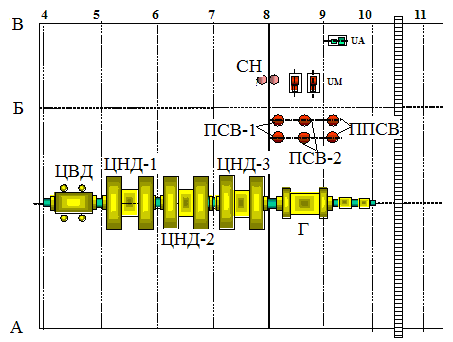 4 5 6 7 8 9 10 11
В
UA
СН
UM
Б
ПСВ-1 ППСВ
ПСВ-2
ЦВД ЦНД-1 ЦНД-3
ЦНД-2 Г
А